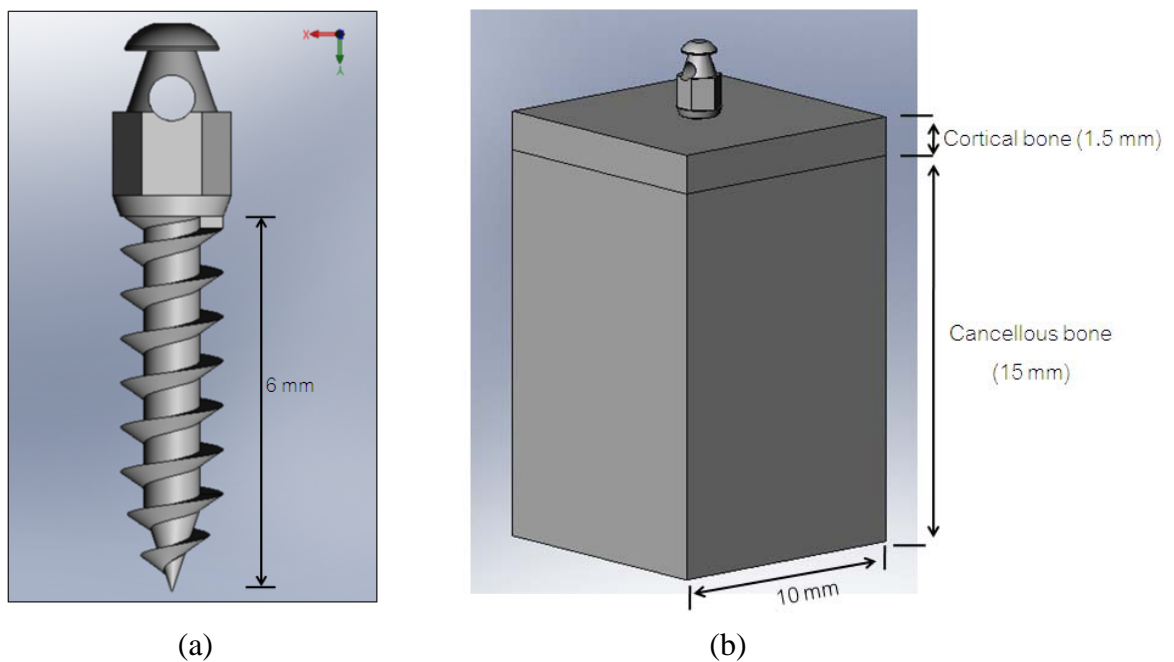 X
Y
6 mm
Cortical bone (1.5 mm)
Cancellous bone
(15 mm)
10 mm
(a)
(b)